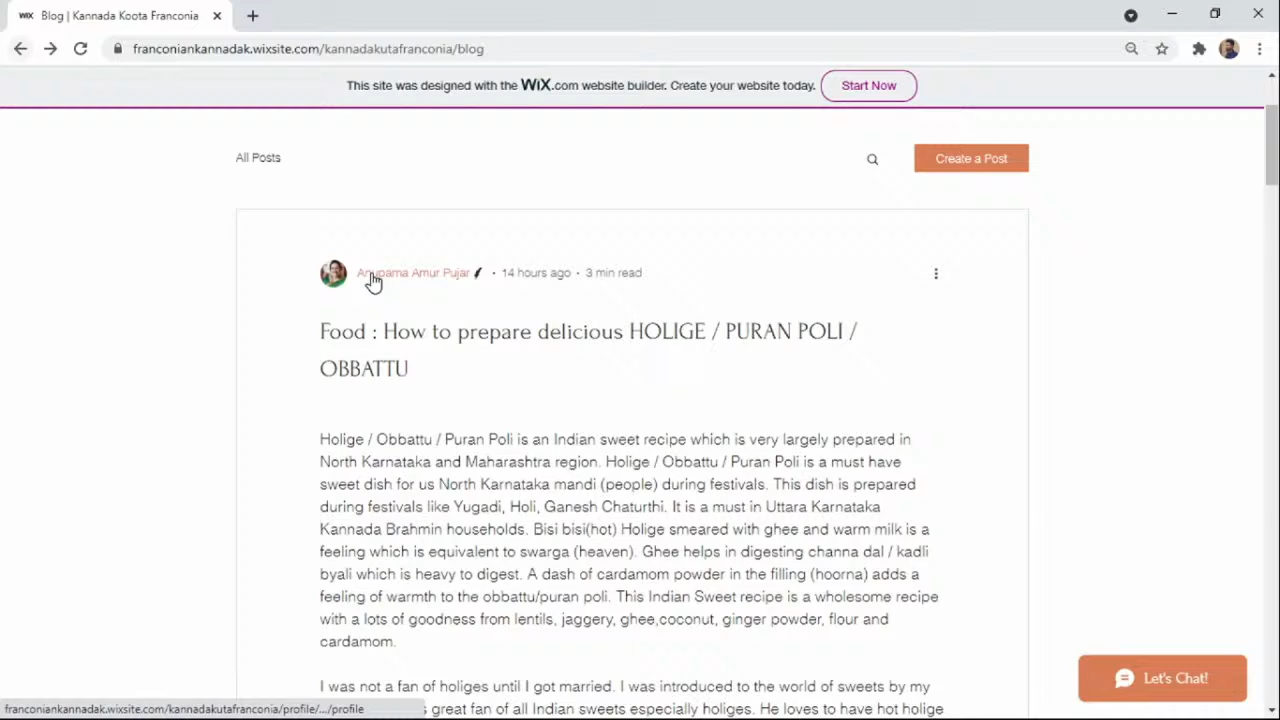 WiX Blog | Kannada Koota Franconia
franconiankannadak.wixsite.com/kannadakutafranconia/blog
This site was designed with the WiX.com website builder. Create your website today. Start Now
All Posts
Create a Post
Anupama Amur Pujar · 14 hours ago · 3 min read
Food : How to prepare delicious HOLIGE / PURAN POLI /
OBBATTU
Holige / Obbattu / Puran Poli is an Indian sweet recipe which is very largely prepared in
North Karnataka and Maharashtra region. Holige / Obbattu / Puran Poli is a must have
sweet dish for us North Karnataka mandi (people) during festivals. This dish is prepared
during festivals like Yugadi, Holi, Ganesh Chaturthi. It is a must in Uttara Karnataka
Kannada Brahmin households. Bisi bisi(hot) Holige smeared with ghee and warm milk is a
feeling which is equivalent to swarga (heaven). Ghee helps in digesting channa dal / kadli
byali which is heavy to digest. A dash of cardamom powder in the filling (hoorna) adds a
feeling of warmth to the obbattu/puran poli. This Indian Sweet recipe is a wholesome recipe
with a lots of goodness from lentils, jaggery, ghee,coconut, ginger powder, flour and
cardamom.
I was not a fan of holiges until I got married. I was introduced to the world of sweets by my
Let's Chat!
great fan of all Indian sweets especially holiges. He loves to have hot holige
franconiankannadak.wixsite.com/kannadakutafranconia/profile/.../profile